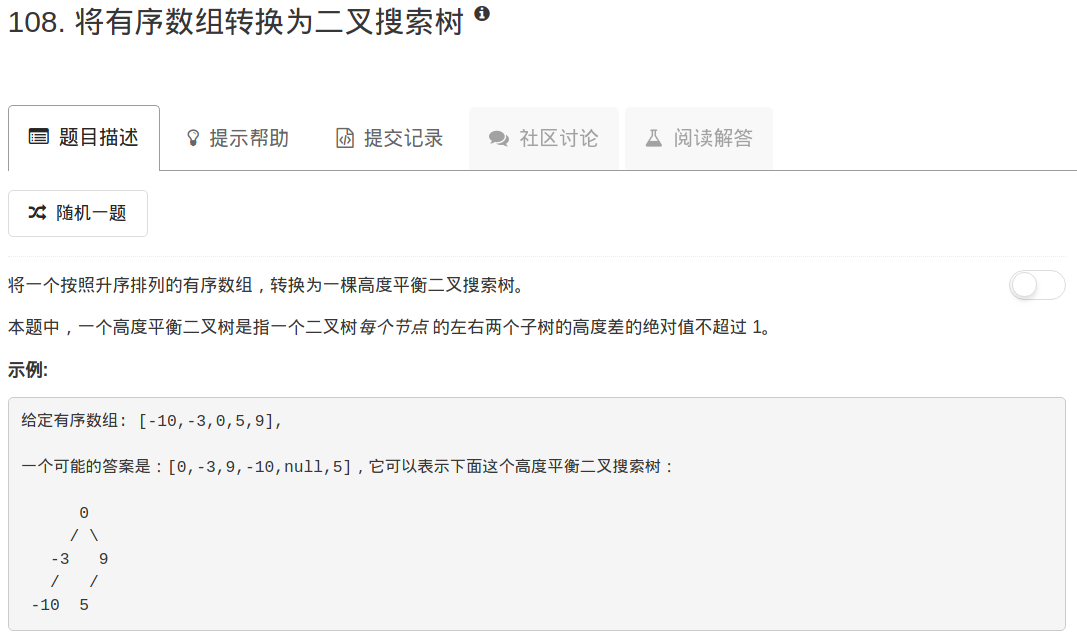 108. 将有序数组转换为二叉搜索树
题目描述 提示帮助 提交记录 社区讨论 阅读解答
随机一题
将一个按照升序排列的有序数组，转换为一棵高度平衡二叉搜索树。
本题中，一个高度平衡二叉树是指一个二叉树每个节点 的左右两个子树的高度差的绝对值不超过 1。
示例:
给定有序数组: [-10,-3,0,5,9],
一个可能的答案是：[0,-3,9,-10,null,5]，它可以表示下面这个高度平衡二叉搜索树：
      0
     / \
   -3   9
   /   /
 -10  5